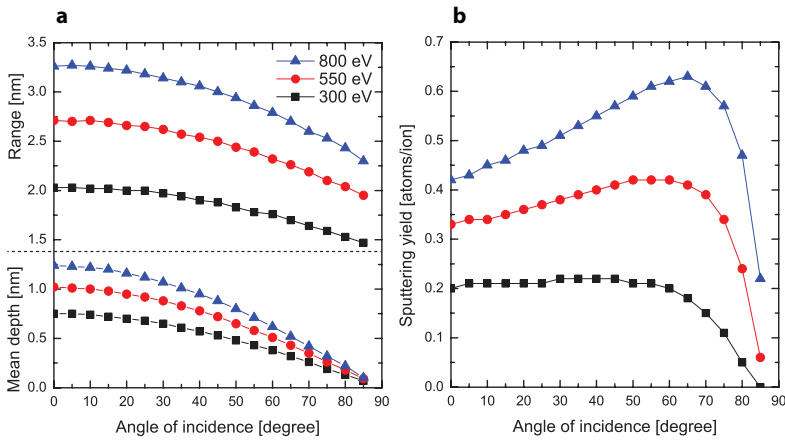 a
3.5
3.0
2.5
2.0
1.5
1.0
0.5
0.0
Range [nm]
Mean depth [nm]
800 eV
550 eV
300 eV
0 10 20 30 40 50 60 70 80 90
Angle of incidence [degree]
b
0.7
0.6
0.5
0.4
0.3
0.2
0.1
0.0
Sputtering yield [atoms/ion]
0 10 20 30 40 50 60 70 80 90
Angle of incidence [degree]